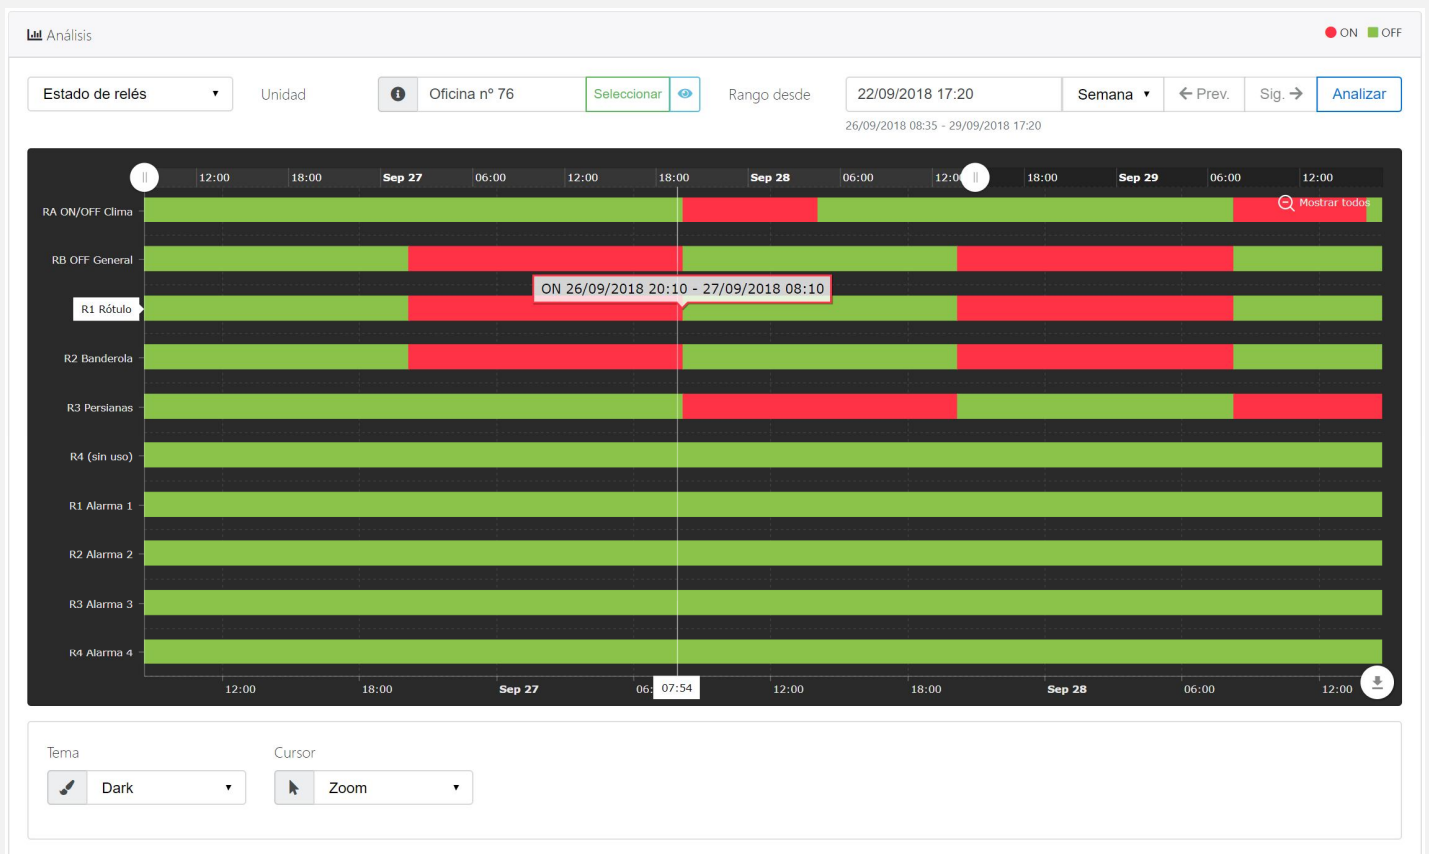 Análisis
ON OFF
Estado de relés
Unidad
Oficina nº 76
Seleccionar
Rango desde
22/09/2018 17:20
Semana
Prev.
Sig.
Analizar
26/09/2018 08:35 - 29/09/2018 17:20
12:00 18:00 Sep 27 06:00 12:00 18:00 Sep 28 06:00 12:0 18:00 Sep 29 06:00 12:00
Mostrar todos
RA ON/OFF Clima
RB OFF General
ON 26/09/2018 20:10 - 27/09/2018 08:10
R1 Rótulo
R2 Banderola
R3 Persianas
R4 (sin uso)
R1 Alarma 1
R2 Alarma 2
R3 Alarma 3
R4 Alarma 4
12:00 18:00 Sep 27 06: 07:54 12:00 18:00 Sep 28 06:00 12:00
Tema
Cursor
Dark
Zoom